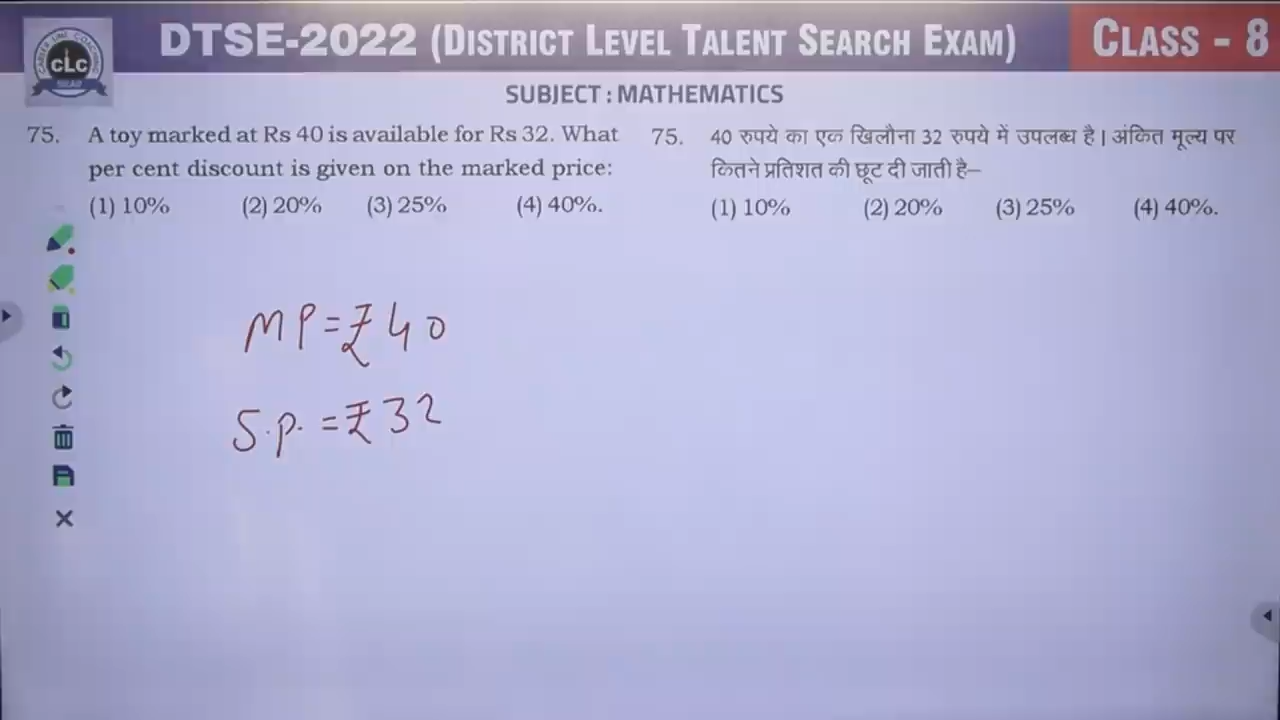 DTSE-2022 (DISTRICT LEVEL TALENT SEARCH EXAM)
CLASS - 8
cLc
SUBJECT : MATHEMATICS
75. A toy marked at Rs 40 is available for Rs 32. What
per cent discount is given on the marked price:
(1) 10% (2) 20% (3) 25% (4) 40%.
75. 40 रुपये का एक खिलौना 32 रुपये में उपलब्ध है। अंकित मूल्य पर
कितने प्रतिशत की छूट दी जाती है–
(1) 10% (2) 20% (3) 25% (4) 40%.
MP = ₹ 40
S.P. = ₹ 32